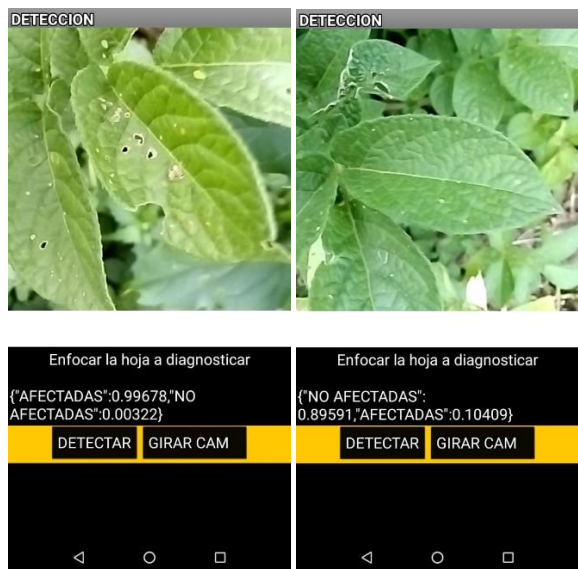 DETECCION
Enfocar la hoja a diagnosticar
{"AFECTADAS":0.99678,"NO
AFECTADAS":0.00322}
DETECTAR
GIRAR CAM
DETECCION
Enfocar la hoja a diagnosticar
{"NO AFECTADAS":
0.89591,"AFECTADAS":0.10409}
DETECTAR
GIRAR CAM